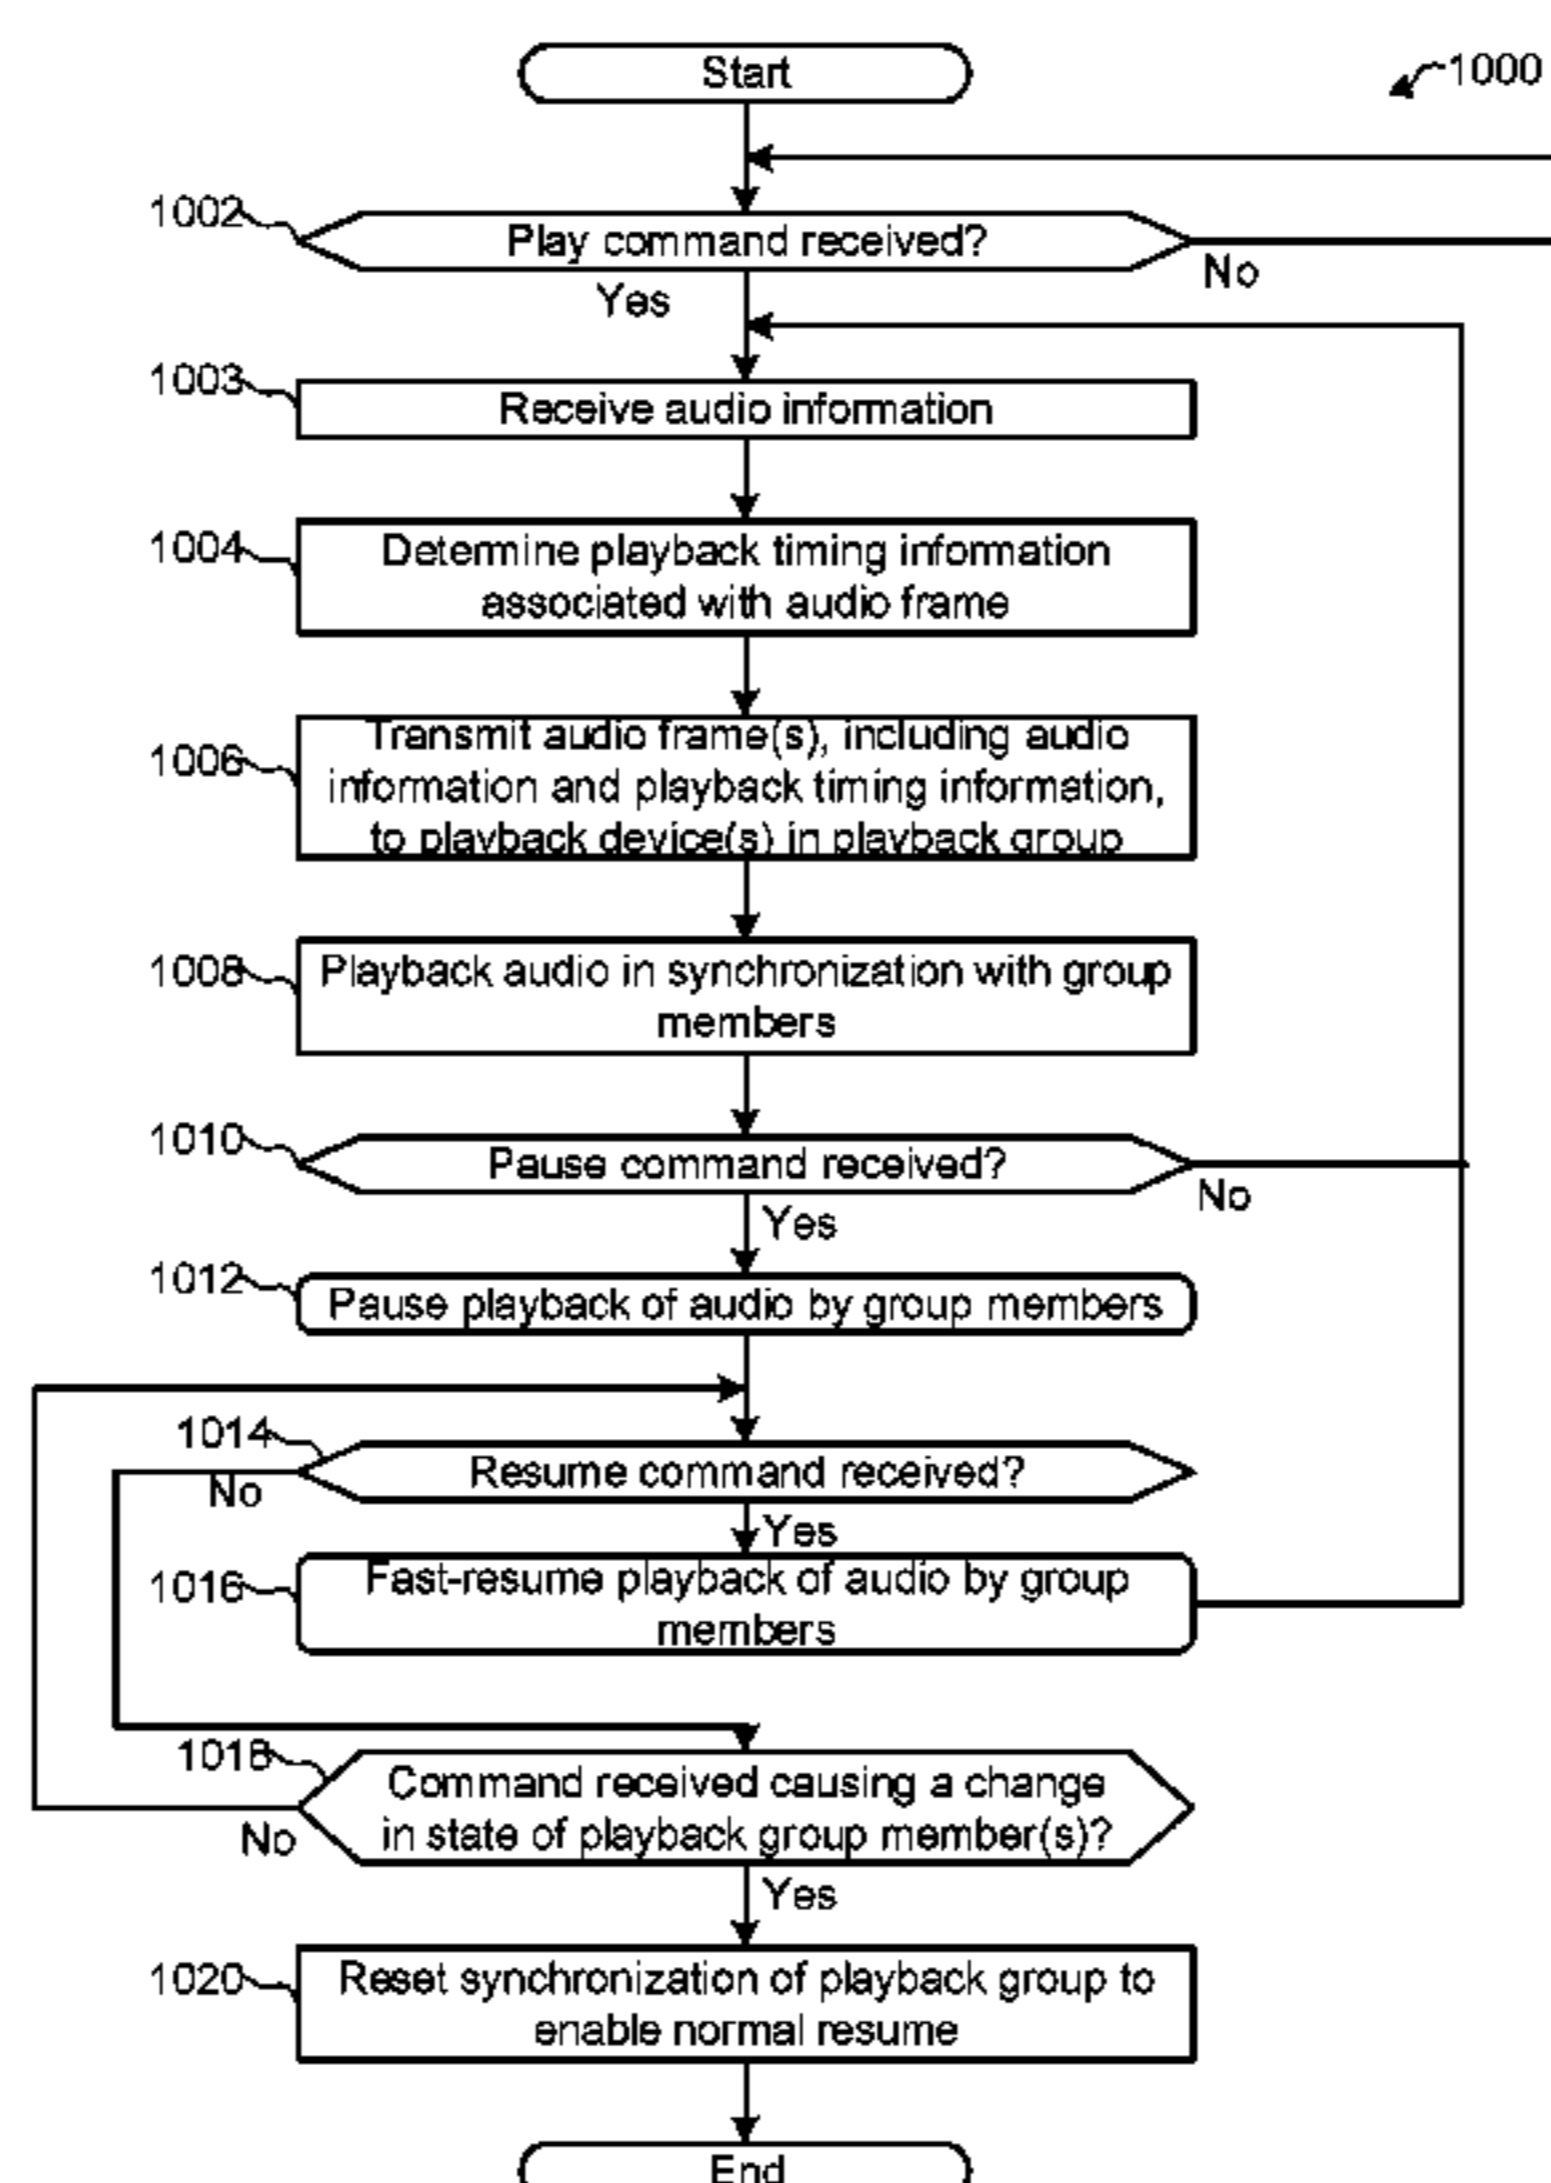 Start
1000
1002
Play command received?
No
Yes
1003
Receive audio information
1004
Determine playback timing information
associated with audio frame
1006
Transmit audio frame(s), including audio
information and playback timing information,
to playback device(s) in playback group
1008
Playback audio in synchronization with group
members
1010
Pause command received?
No
Yes
1012
Pause playback of audio by group members
1014
No
Resume command received?
Yes
1016
Fast-resume playback of audio by group
members
1018
Command received causing a change
in state of playback group member(s)?
No
Yes
1020
Reset synchronization of playback group to
enable normal resume
End